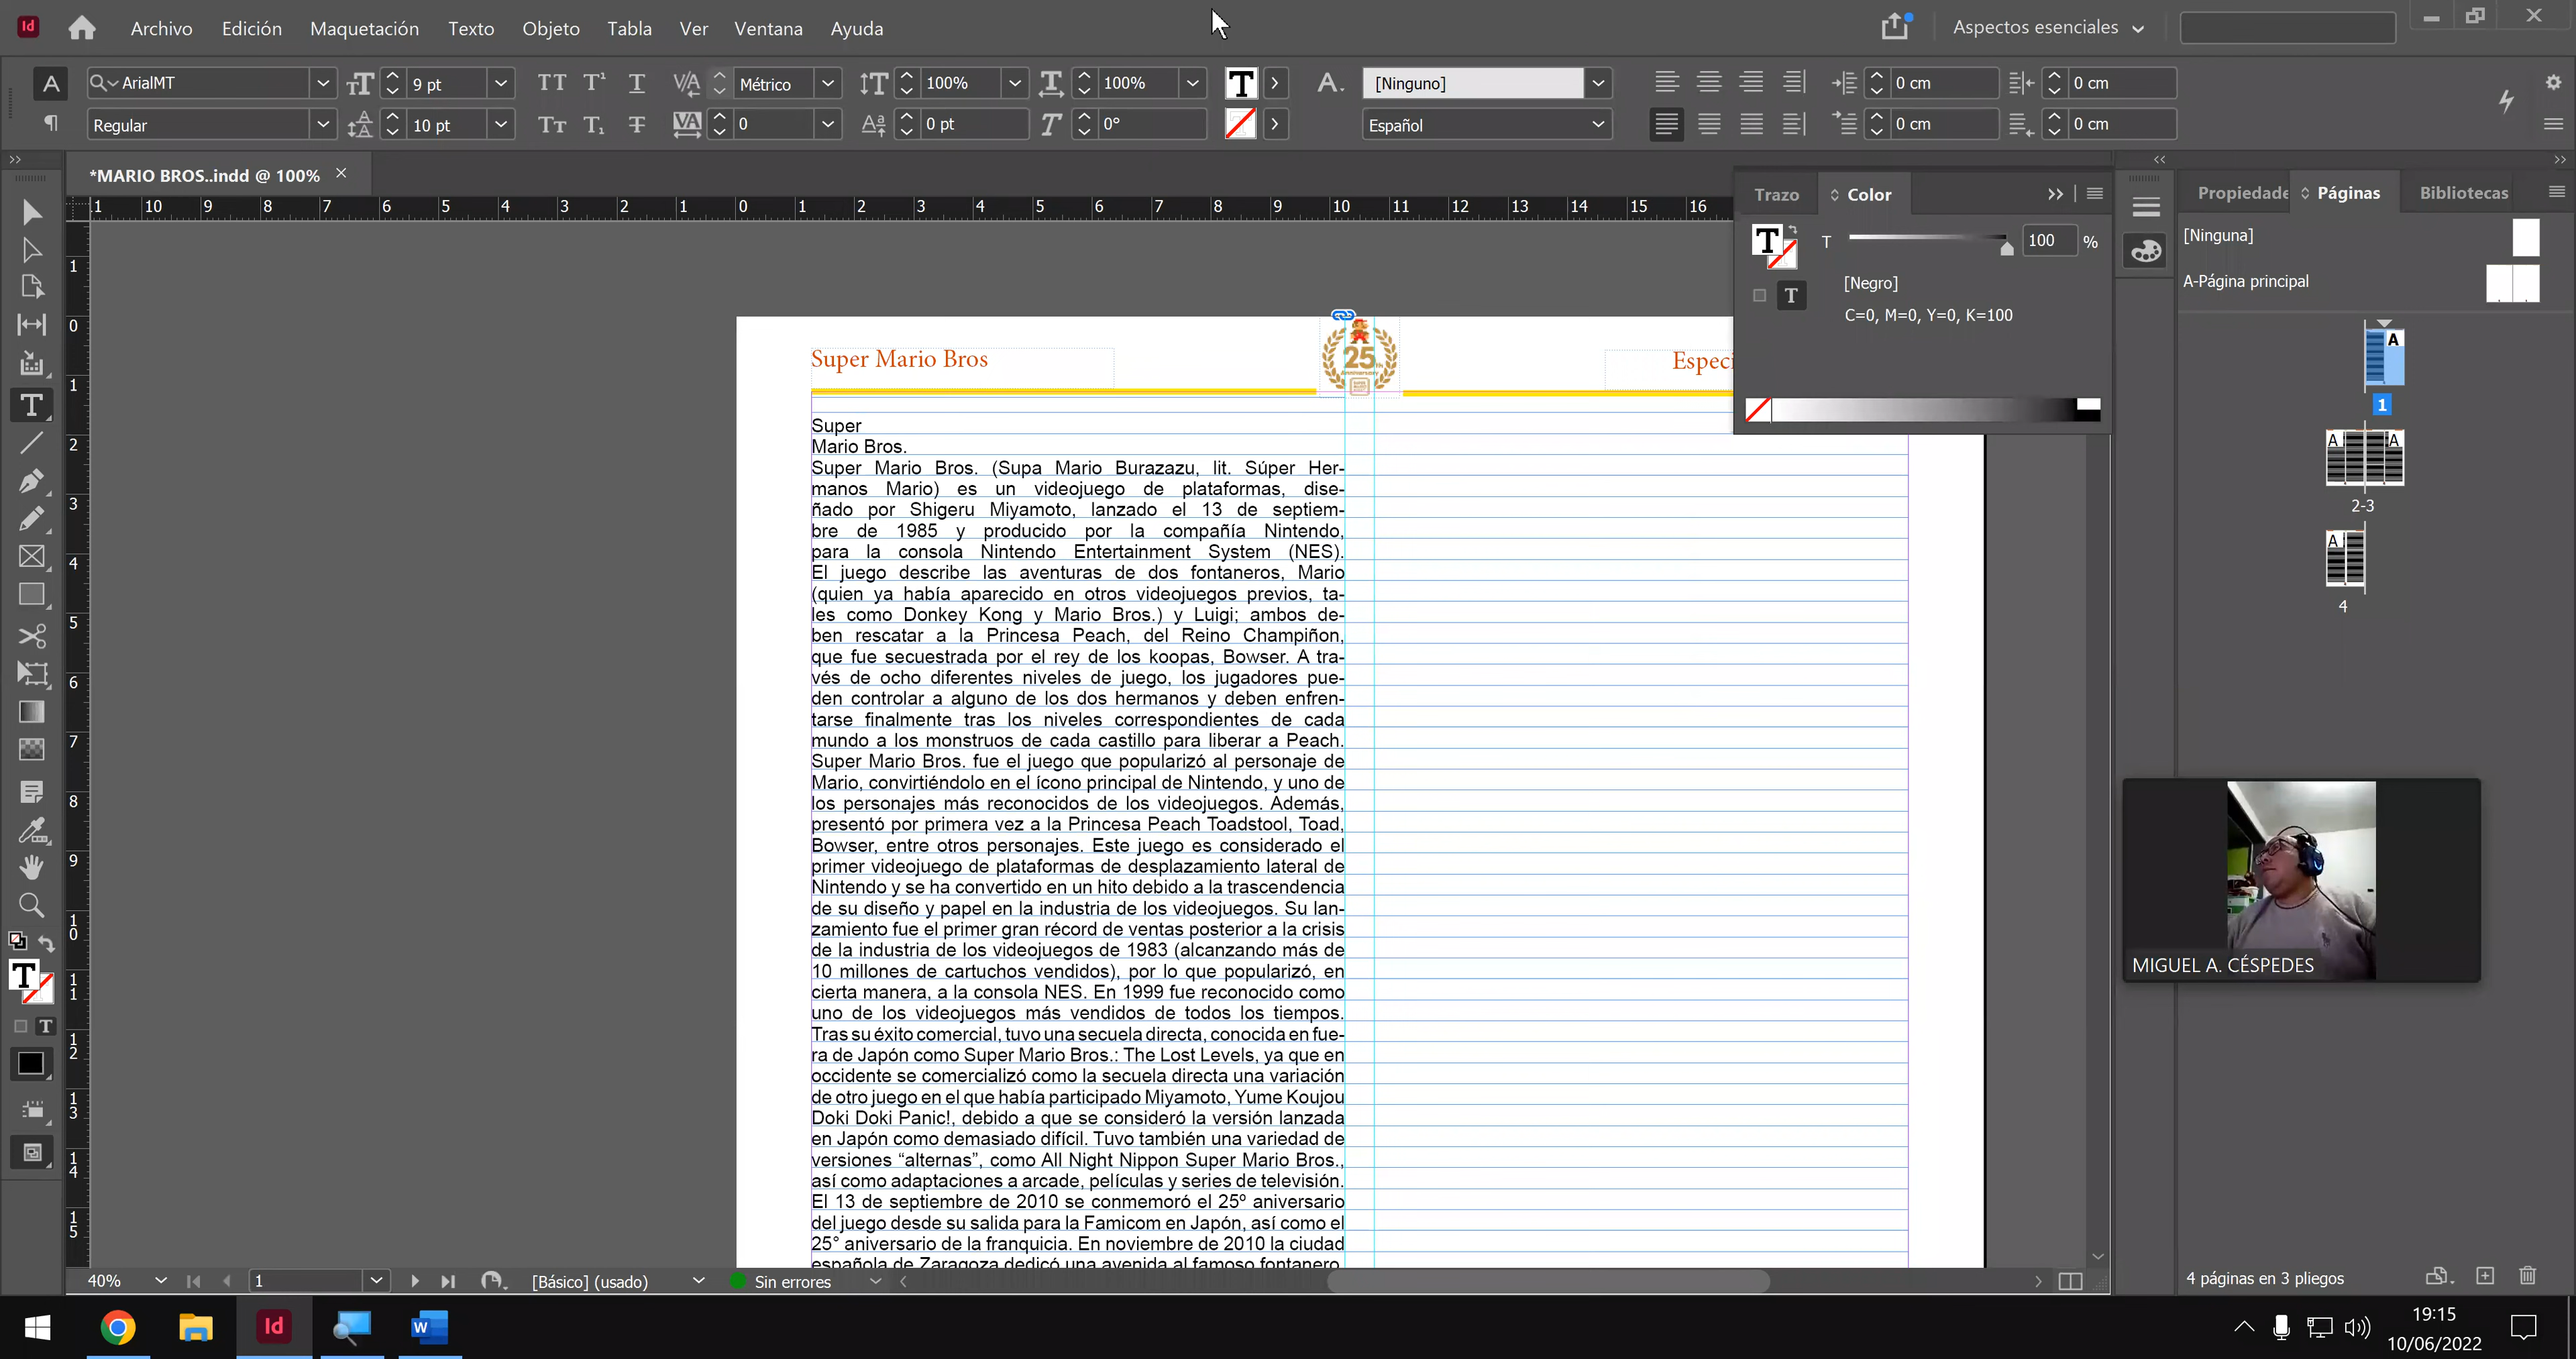 Id Archivo Edición Maquetación Texto Objeto Tabla Ver Ventana Ayuda Aspectos esenciales
ArialMT 9 pt Métrico 100% 100% [Ninguno] 0 cm 0 cm
Regular 10 pt 0 0 pt 0° Español 0 cm 0 cm
*MARIO BROS..indd @ 100%
Trazo Color
T 100 %
[Negro]
C=0, M=0, Y=0, K=100
Propiedade Páginas Bibliotecas
[Ninguna]
A-Página principal
1
2-3
4
Super Mario Bros
25
Especi
Super
Mario Bros.
Super Mario Bros. (Supa Mario Burazazu, lit. Súper Her-
manos Mario) es un videojuego de plataformas, dise-
ñado por Shigeru Miyamoto, lanzado el 13 de septiem-
bre de 1985 y producido por la compañía Nintendo,
para la consola Nintendo Entertainment System (NES).
El juego describe las aventuras de dos fontaneros, Mario
(quien ya había aparecido en otros videojuegos previos, ta-
les como Donkey Kong y Mario Bros.) y Luigi; ambos de-
ben rescatar a la Princesa Peach, del Reino Champiñon,
que fue secuestrada por el rey de los koopas, Bowser. A tra-
vés de ocho diferentes niveles de juego, los jugadores pue-
den controlar a alguno de los dos hermanos y deben enfren-
tarse finalmente tras los niveles correspondientes de cada
mundo a los monstruos de cada castillo para liberar a Peach.
Super Mario Bros. fue el juego que popularizó al personaje de
Mario, convirtiéndolo en el ícono principal de Nintendo, y uno de
los personajes más reconocidos de los videojuegos. Además,
presentó por primera vez a la Princesa Peach Toadstool, Toad,
Bowser, entre otros personajes. Este juego es considerado el
primer videojuego de plataformas de desplazamiento lateral de
Nintendo y se ha convertido en un hito debido a la trascendencia
de su diseño y papel en la industria de los videojuegos. Su lan-
zamiento fue el primer gran récord de ventas posterior a la crisis
de la industria de los videojuegos de 1983 (alcanzando más de
10 millones de cartuchos vendidos), por lo que popularizó, en
cierta manera, a la consola NES. En 1999 fue reconocido como
uno de los videojuegos más vendidos de todos los tiempos.
Tras su éxito comercial, tuvo una secuela directa, conocida en fue-
ra de Japón como Super Mario Bros.: The Lost Levels, ya que en
occidente se comercializó como la secuela directa una variación
de otro juego en el que había participado Miyamoto, Yume Koujou
Doki Doki Panic!, debido a que se consideró la versión lanzada
en Japón como demasiado difícil. Tuvo también una variedad de
versiones “alternas”, como All Night Nippon Super Mario Bros.,
así como adaptaciones a arcade, películas y series de televisión.
El 13 de septiembre de 2010 se conmemoró el 25º aniversario
del juego desde su salida para la Famicom en Japón, así como el
25° aniversario de la franquicia. En noviembre de 2010 la ciudad
española de Zaragoza dedicó una avenida al famoso fontanero.
MIGUEL A. CÉSPEDES
40% 1 [Básico] (usado) Sin errores
4 páginas en 3 pliegos
19:15
10/06/2022